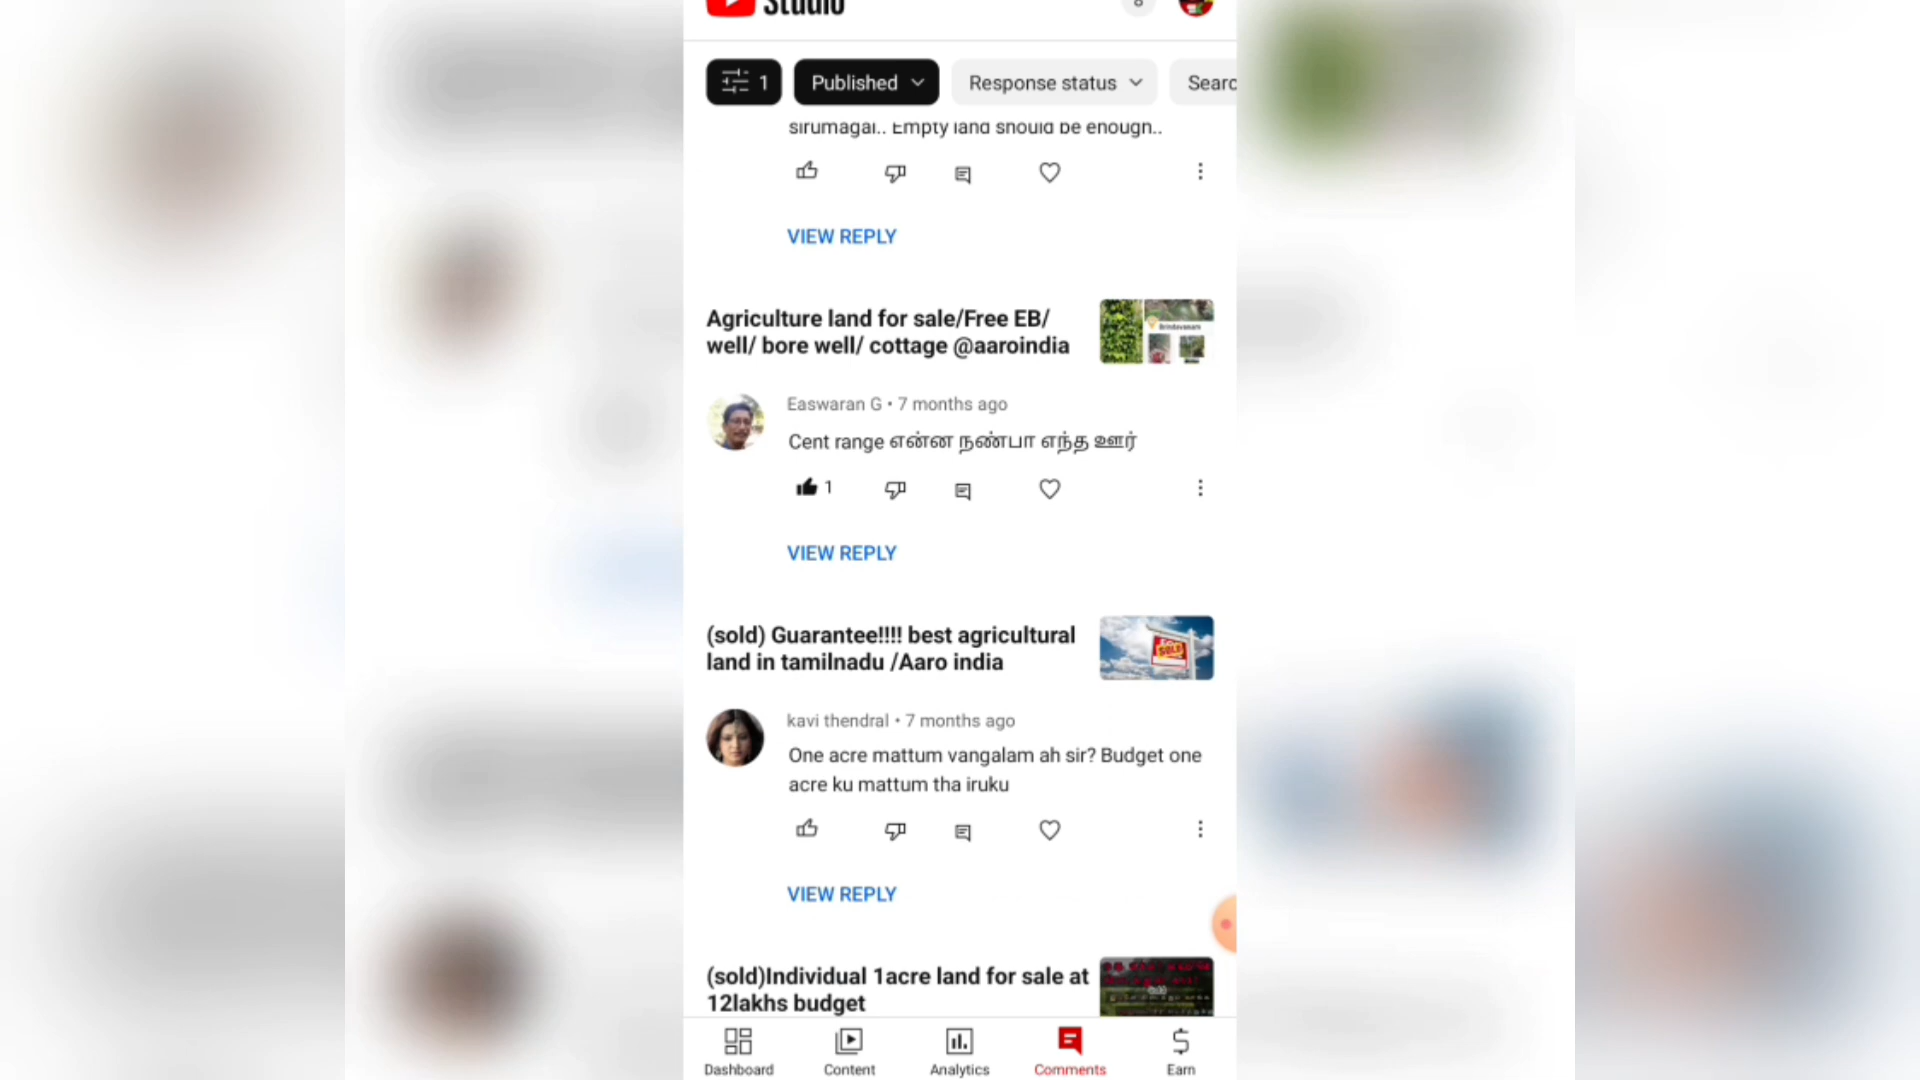 Studio
1 Published Response status Searc
sirumagai.. Empty land should be enough..
VIEW REPLY
Agriculture land for sale/Free EB/
well/ bore well/ cottage @aaroindia
Easwaran G • 7 months ago
Cent range என்ன நண்பா எந்த ஊர்
1
VIEW REPLY
(sold) Guarantee!!!! best agricultural
land in tamilnadu /Aaro india
SOLD
kavi thendral • 7 months ago
One acre mattum vangalam ah sir? Budget one
acre ku mattum tha iruku
VIEW REPLY
(sold)Individual 1acre land for sale at
12lakhs budget
Dashboard Content Analytics Comments Earn